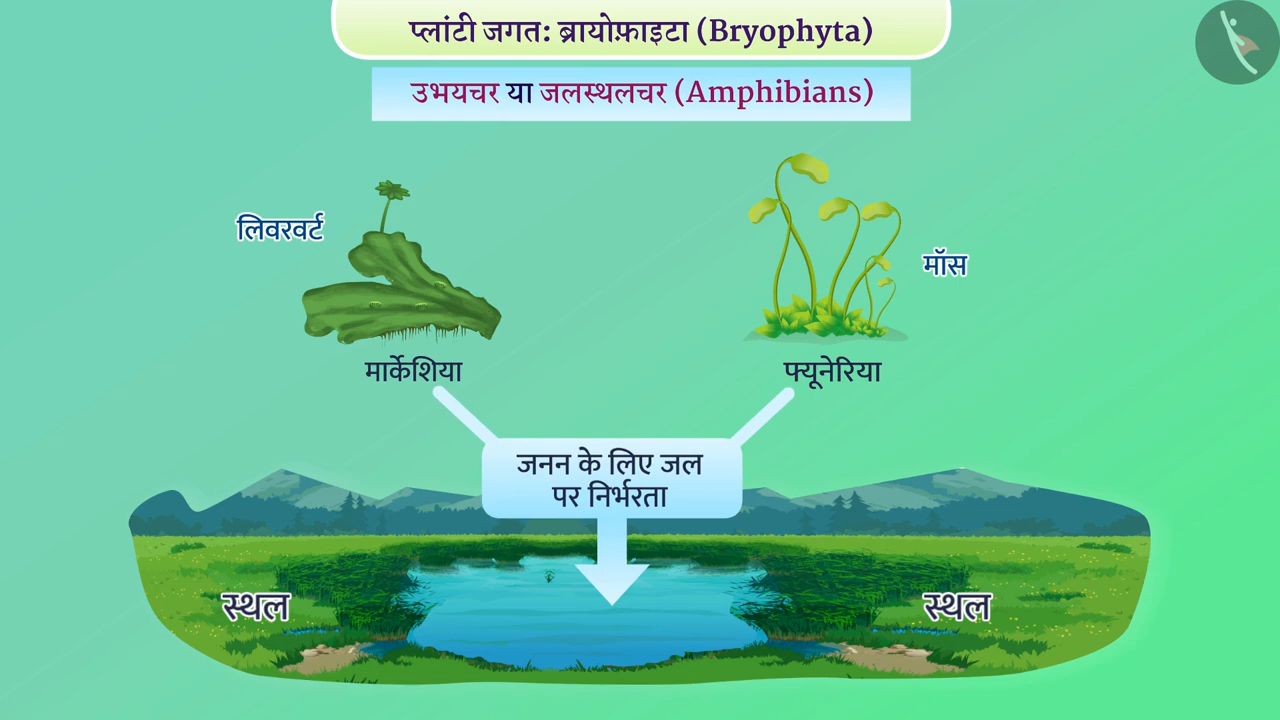 प्लांटी जगत: ब्रायोफ़ाइटा (Bryophyta)
उभयचर या जलस्थलचर (Amphibians)
लिवरवर्ट
मॉस
मार्केशिया
फ्यूनेरिया
जनन के लिए जल
पर निर्भरता
स्थल
स्थल